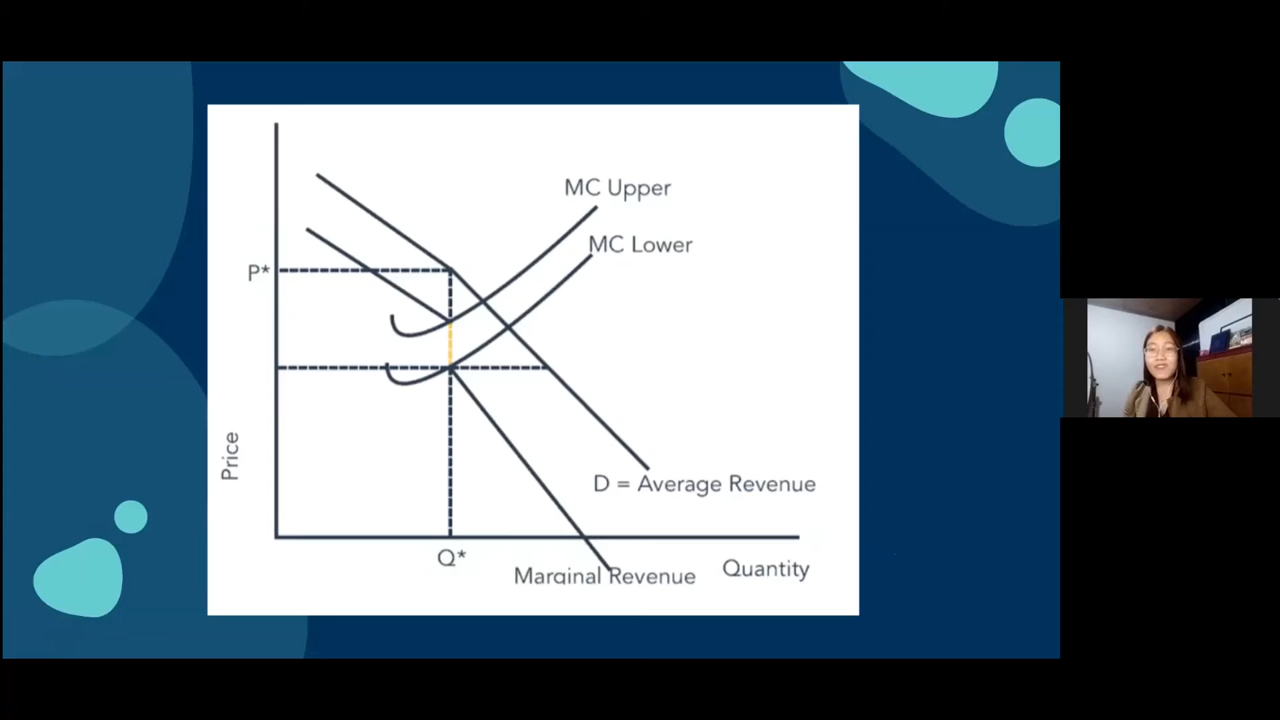 MC Upper
MC Lower
P*
Price
D = Average Revenue
Q*
Marginal Revenue
Quantity